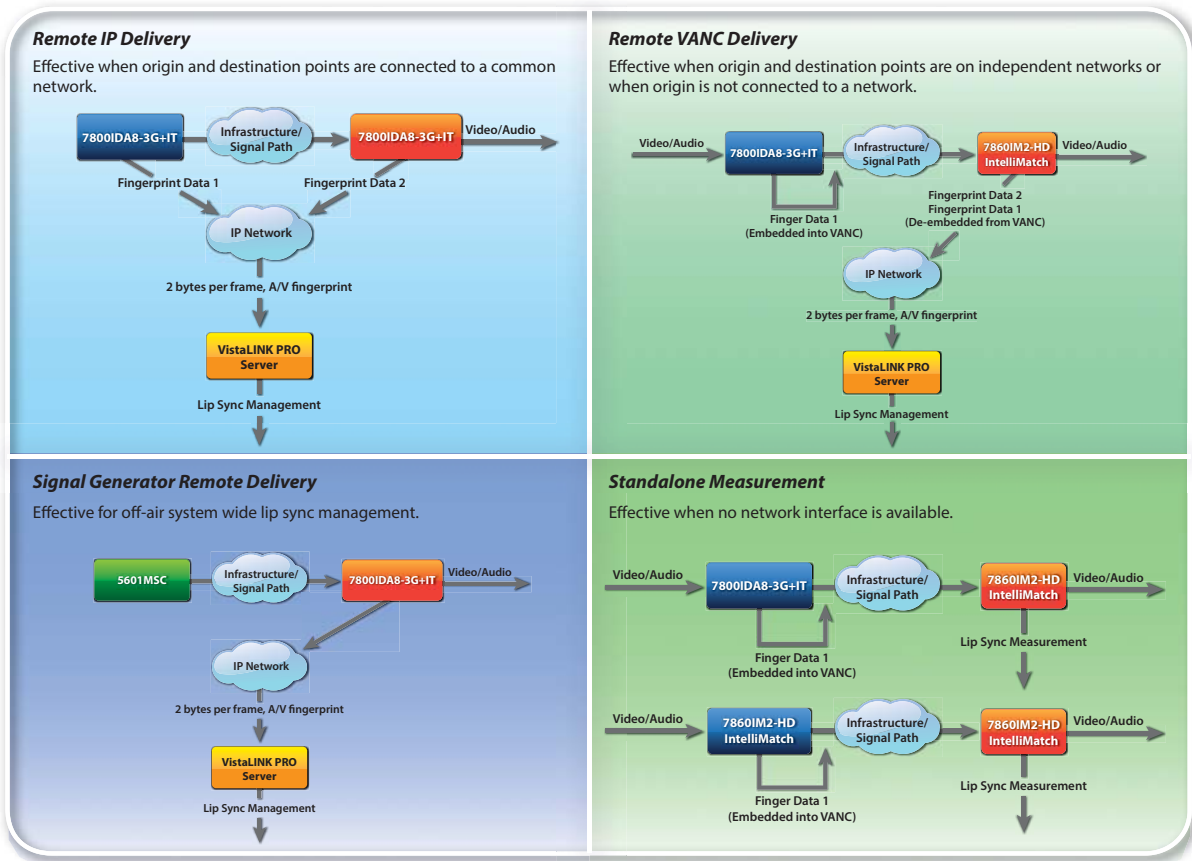 Remote IP Delivery
Effective when origin and destination points are connected to a common
network.
7800IDA8-3G+IT
Infrastructure/
Signal Path
7800IDA8-3G+IT
Video/Audio
Fingerprint Data 1
Fingerprint Data 2
IP Network
2 bytes per frame, A/V fingerprint
VistaLINK PRO
Server
Lip Sync Management
Remote VANC Delivery
Effective when origin and destination points are on independent networks or
when origin is not connected to a network.
Video/Audio
7800IDA8-3G+IT
Infrastructure/
Signal Path
7860IM2-HD
IntelliMatch
Video/Audio
Finger Data 1
(Embedded into VANC)
Fingerprint Data 2
Fingerprint Data 1
(De-embedded from VANC)
IP Network
2 bytes per frame, A/V fingerprint
VistaLINK PRO
Server
Lip Sync Management
Signal Generator Remote Delivery
Effective for off-air system wide lip sync management.
5601MSC
Infrastructure/
Signal Path
7800IDA8-3G+IT
Video/Audio
IP Network
2 bytes per frame, A/V fingerprint
VistaLINK PRO
Server
Lip Sync Management
Standalone Measurement
Effective when no network interface is available.
Video/Audio
7800IDA8-3G+IT
Infrastructure/
Signal Path
7860IM2-HD
IntelliMatch
Video/Audio
Finger Data 1
(Embedded into VANC)
Lip Sync Measurement
Video/Audio
7860IM2-HD
IntelliMatch
Infrastructure/
Signal Path
7860IM2-HD
IntelliMatch
Video/Audio
Finger Data 1
(Embedded into VANC)
Lip Sync Measurement